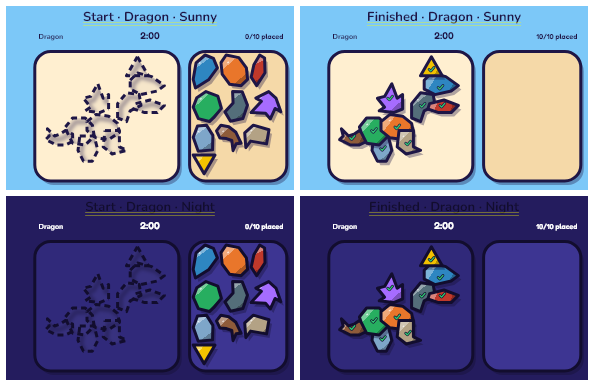 Start · Dragon · Sunny
Dragon 2:00 0/10 placed
Finished · Dragon · Sunny
Dragon 2:00 10/10 placed
Start · Dragon · Night
Dragon 2:00 0/10 placed
Finished · Dragon · Night
Dragon 2:00 10/10 placed